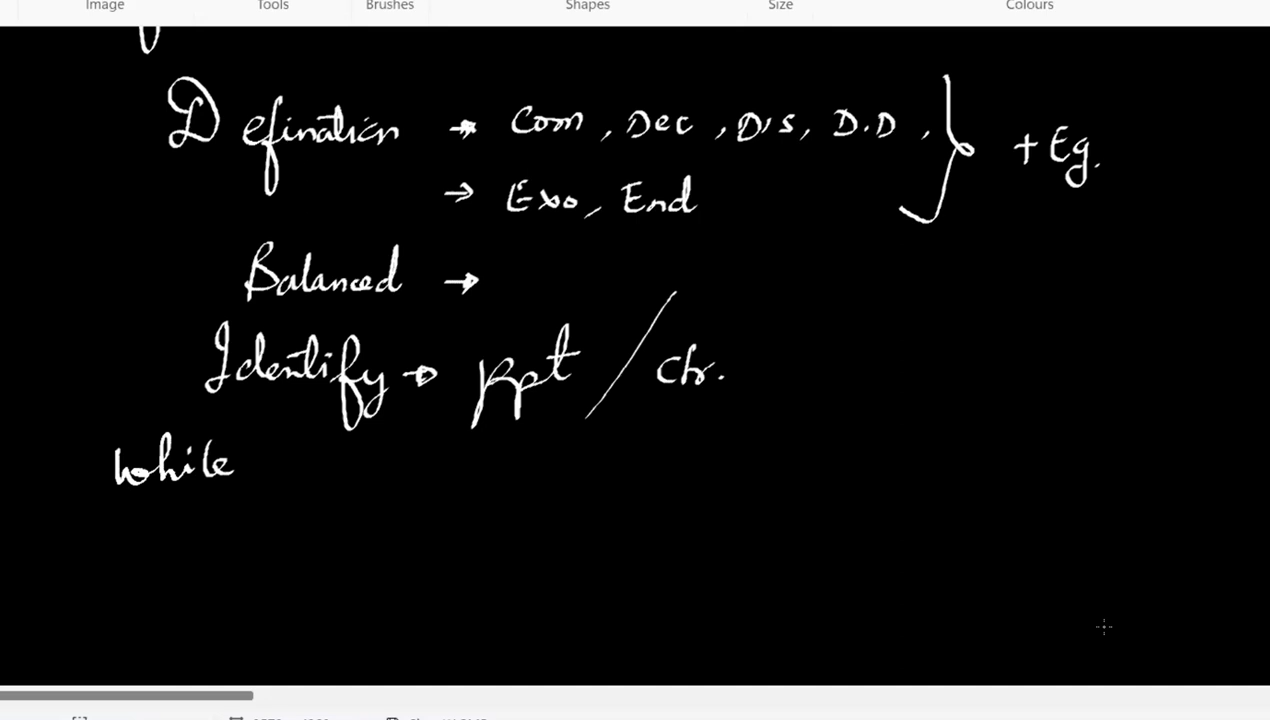 Image Tools Brushes Shapes Size Colours
Defination → Com, Dec, Dis, D.D, } + Eg.
→ Exo, End
Balanced →
Identify → ppt / Chr.
While